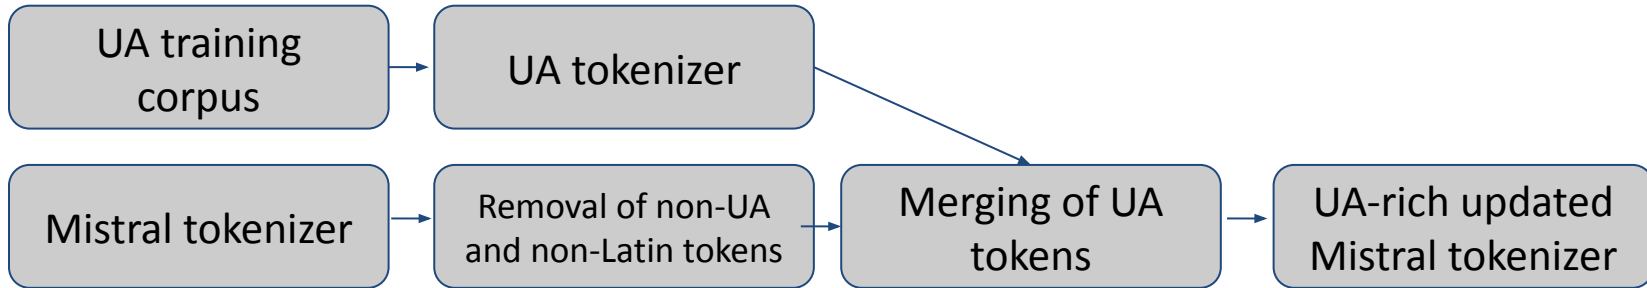 UA training
corpus
UA tokenizer
Mistral tokenizer
Removal of non-UA
and non-Latin tokens
Merging of UA
tokens
UA-rich updated
Mistral tokenizer